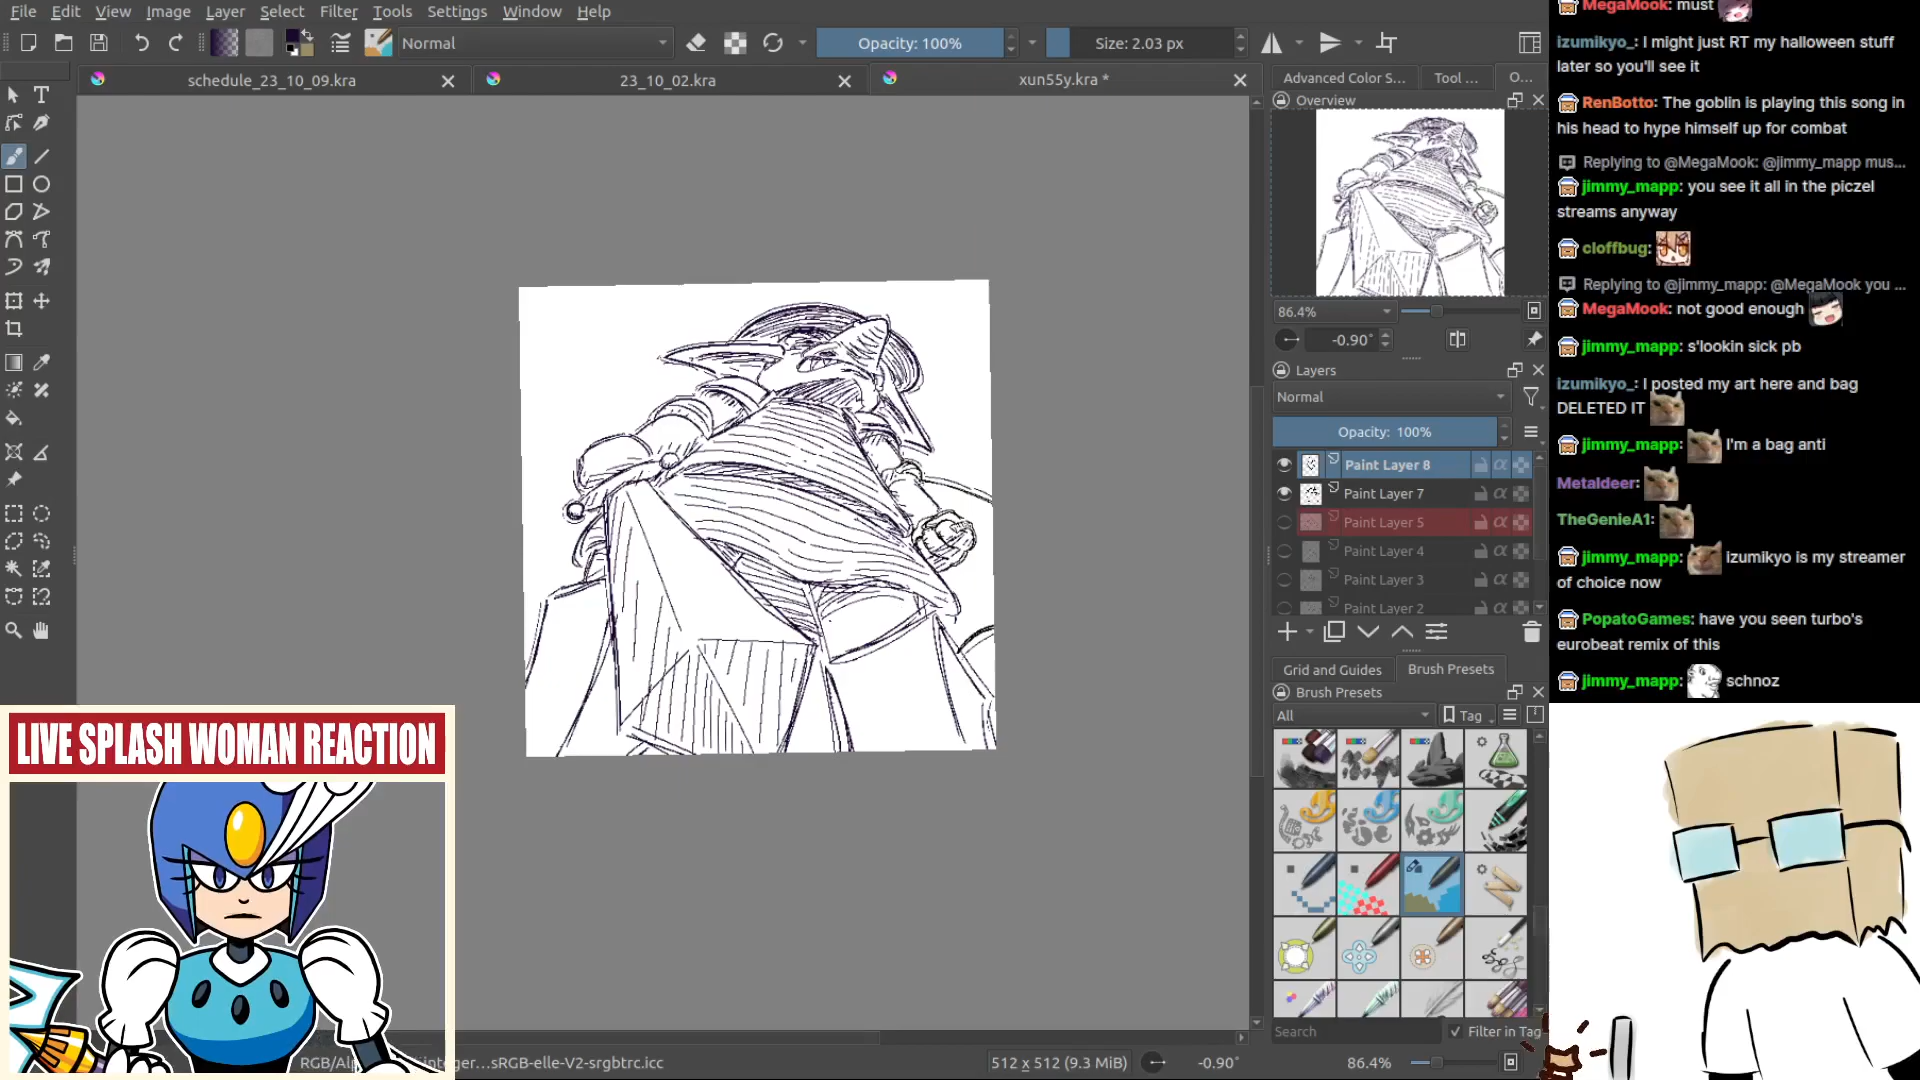 File Edit View Image Layer Select Filter Tools Settings Window Help
Normal Opacity: 100% Size: 2.03 px
schedule_23_10_09.kra 23_10_02.kra xun55y.kra *
Advanced Color S... Tool ... O...
Overview
86.4%
-0.90°
Layers
Normal
Opacity: 100%
Paint Layer 8
Paint Layer 7
Paint Layer 5
Paint Layer 4
Paint Layer 3
Paint Layer 2
Grid and Guides Brush Presets
Brush Presets
All Tag
Search Filter in Tag
512 x 512 (9.3 MiB) -0.90° 86.4%
...sRGB-elle-V2-srgbtrc.icc
LIVE SPLASH WOMAN REACTION
MegaMook: must
izumikyo_: I might just RT my halloween stuff
later so you'll see it
RenBotto: The goblin is playing this song in
his head to hype himself up for combat
Replying to @MegaMook: @jimmy_mapp mus...
jimmy_mapp: you see it all in the piczel
streams anyway
cloffbug:
Replying to @jimmy_mapp: @MegaMook you ...
MegaMook: not good enough
jimmy_mapp: s'lookin sick pb
izumikyo_: I posted my art here and bag
DELETED IT
jimmy_mapp: I'm a bag anti
Metaldeer:
TheGenieA1:
jimmy_mapp: izumikyo is my streamer
of choice now
PopatoGames: have you seen turbo's
eurobeat remix of this
jimmy_mapp: schnoz